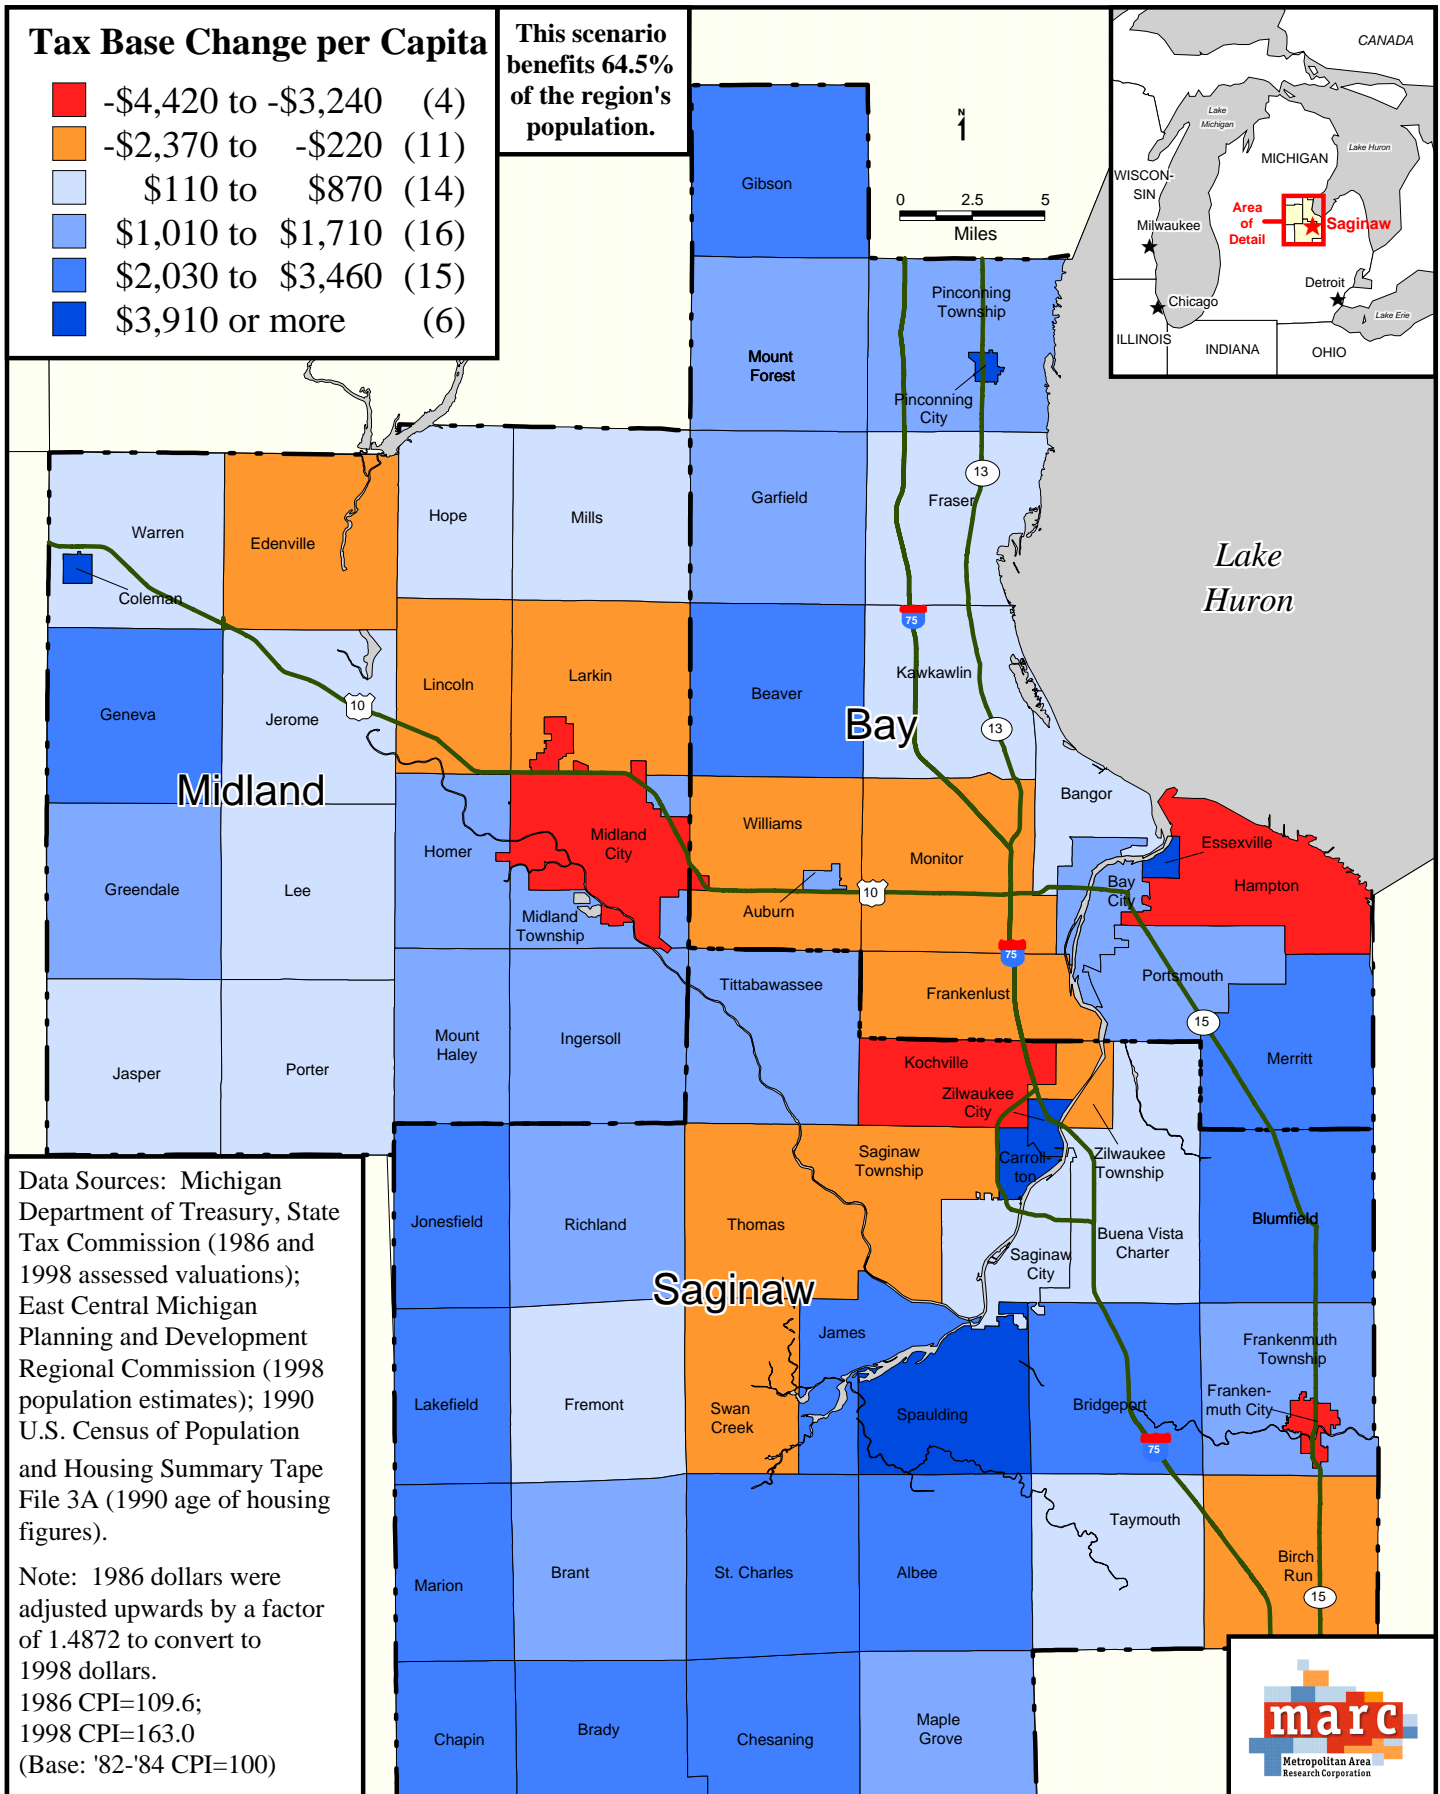 Tax Base Change per Capita
-$4,420 to -$3,240 (4)
-$2,370 to -$220 (11)
$110 to $870 (14)
$1,010 to $1,710 (16)
$2,030 to $3,460 (15)
$3,910 or more (6)
This scenario
benefits 64.5%
of the region's
population.
N
0 2.5 5
Miles
CANADA
Lake
Michigan
Lake Huron
MICHIGAN
WISCON-
SIN
Area
of
Detail
Saginaw
Milwaukee
Detroit
Chicago
Lake Erie
ILLINOIS
INDIANA
OHIO
Gibson
Pinconning
Township
Mount
Forest
Pinconning
City
13
Garfield
Fraser
Hope
Mills
Warren
Edenville
Coleman
Lake
Huron
75
Kawkawlin
Lincoln
Larkin
Beaver
Geneva
Jerome
10
Bay
13
Midland
Bangor
Williams
Monitor
Midland
City
Homer
Essexville
Hampton
Greendale
Lee
Bay
City
10
Auburn
Midland
Township
75
Portsmouth
Tittabawassee
Frankenlust
15
Mount
Haley
Ingersoll
Merritt
Kochville
Jasper
Porter
Zilwaukee
City
Saginaw
Township
Carroll-
ton
Zilwaukee
Township
Jonesfield
Richland
Thomas
Blumfield
Buena Vista
Charter
Saginaw
City
Saginaw
James
Frankenmuth
Township
Lakefield
Fremont
Swan
Creek
Spaulding
Bridgeport
Franken-
muth City
75
Taymouth
Birch
Run
15
Marion
Brant
St. Charles
Albee
Chapin
Brady
Chesaning
Maple
Grove
Data Sources: Michigan
Department of Treasury, State
Tax Commission (1986 and
1998 assessed valuations);
East Central Michigan
Planning and Development
Regional Commission (1998
population estimates); 1990
U.S. Census of Population
and Housing Summary Tape
File 3A (1990 age of housing
figures).
Note: 1986 dollars were
adjusted upwards by a factor
of 1.4872 to convert to
1998 dollars.
1986 CPI=109.6;
1998 CPI=163.0
(Base: '82-'84 CPI=100)
marc
Metropolitan Area
Research Corporation